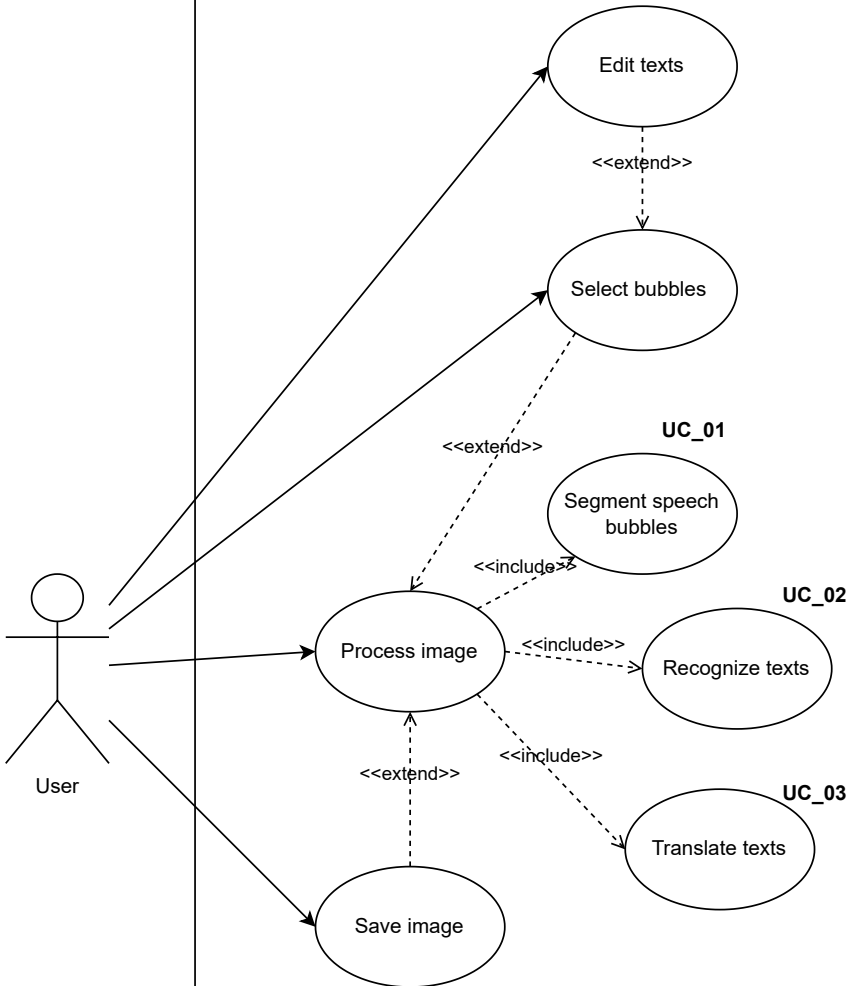 Edit texts
<<extend>>
Select bubbles
UC_01
<<extend>>
Segment speech
bubbles
<<include>>
UC_02
<<include>>
Process image
Recognize texts
<<include>>
<<extend>>
User
UC_03
Translate texts
Save image